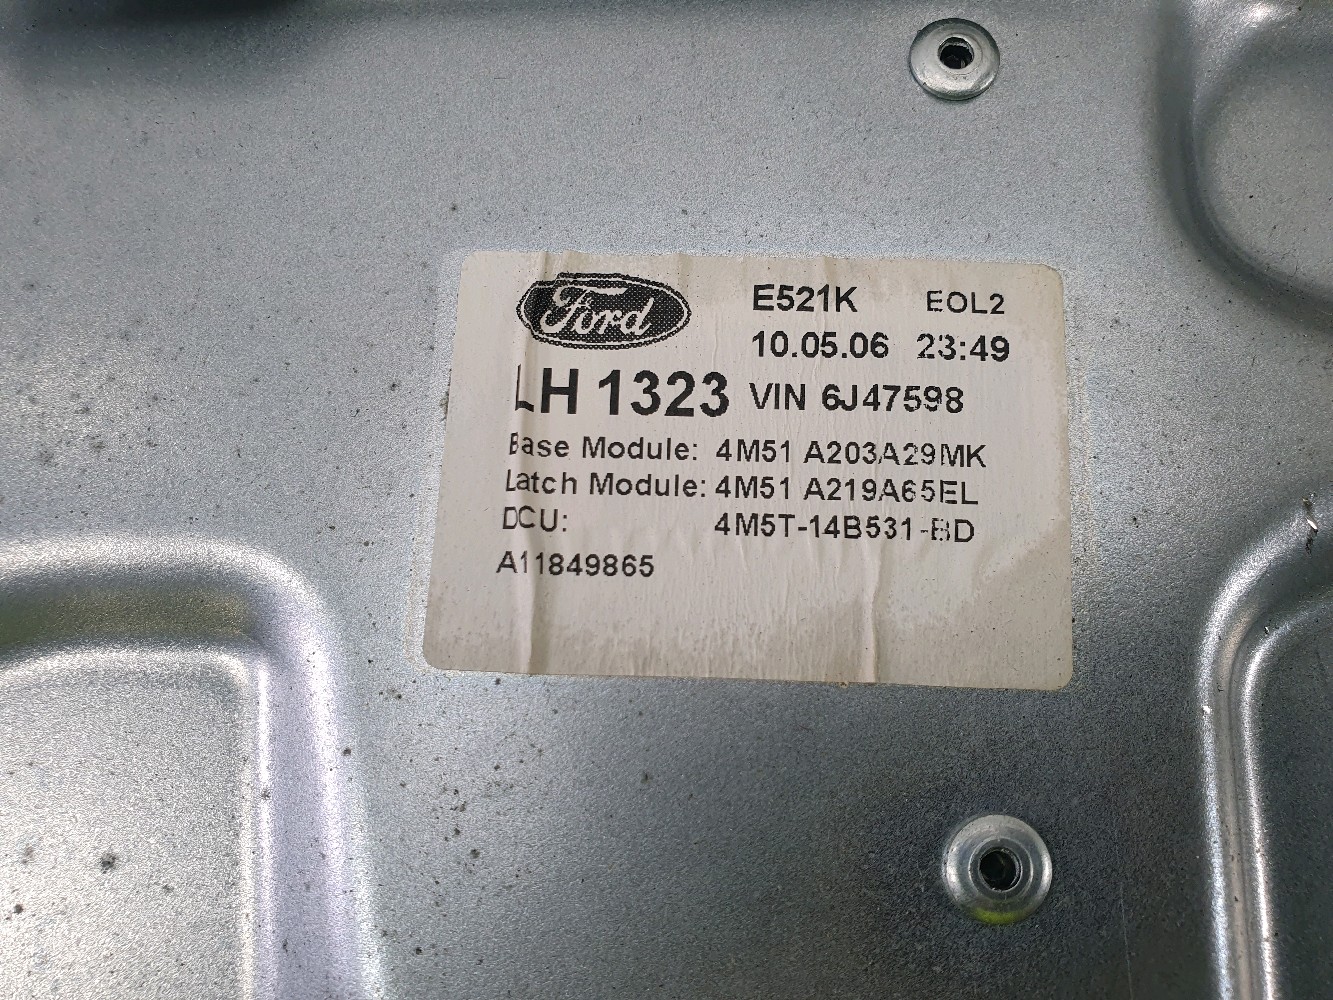 Ford
E521K EOL2
10.05.06 23:49
LH 1323 VIN 6J47598
Base Module: 4M51 A203A29MK
Latch Module: 4M51 A219A65EL
DCU: 4M5T-14B531-BD
A11849865